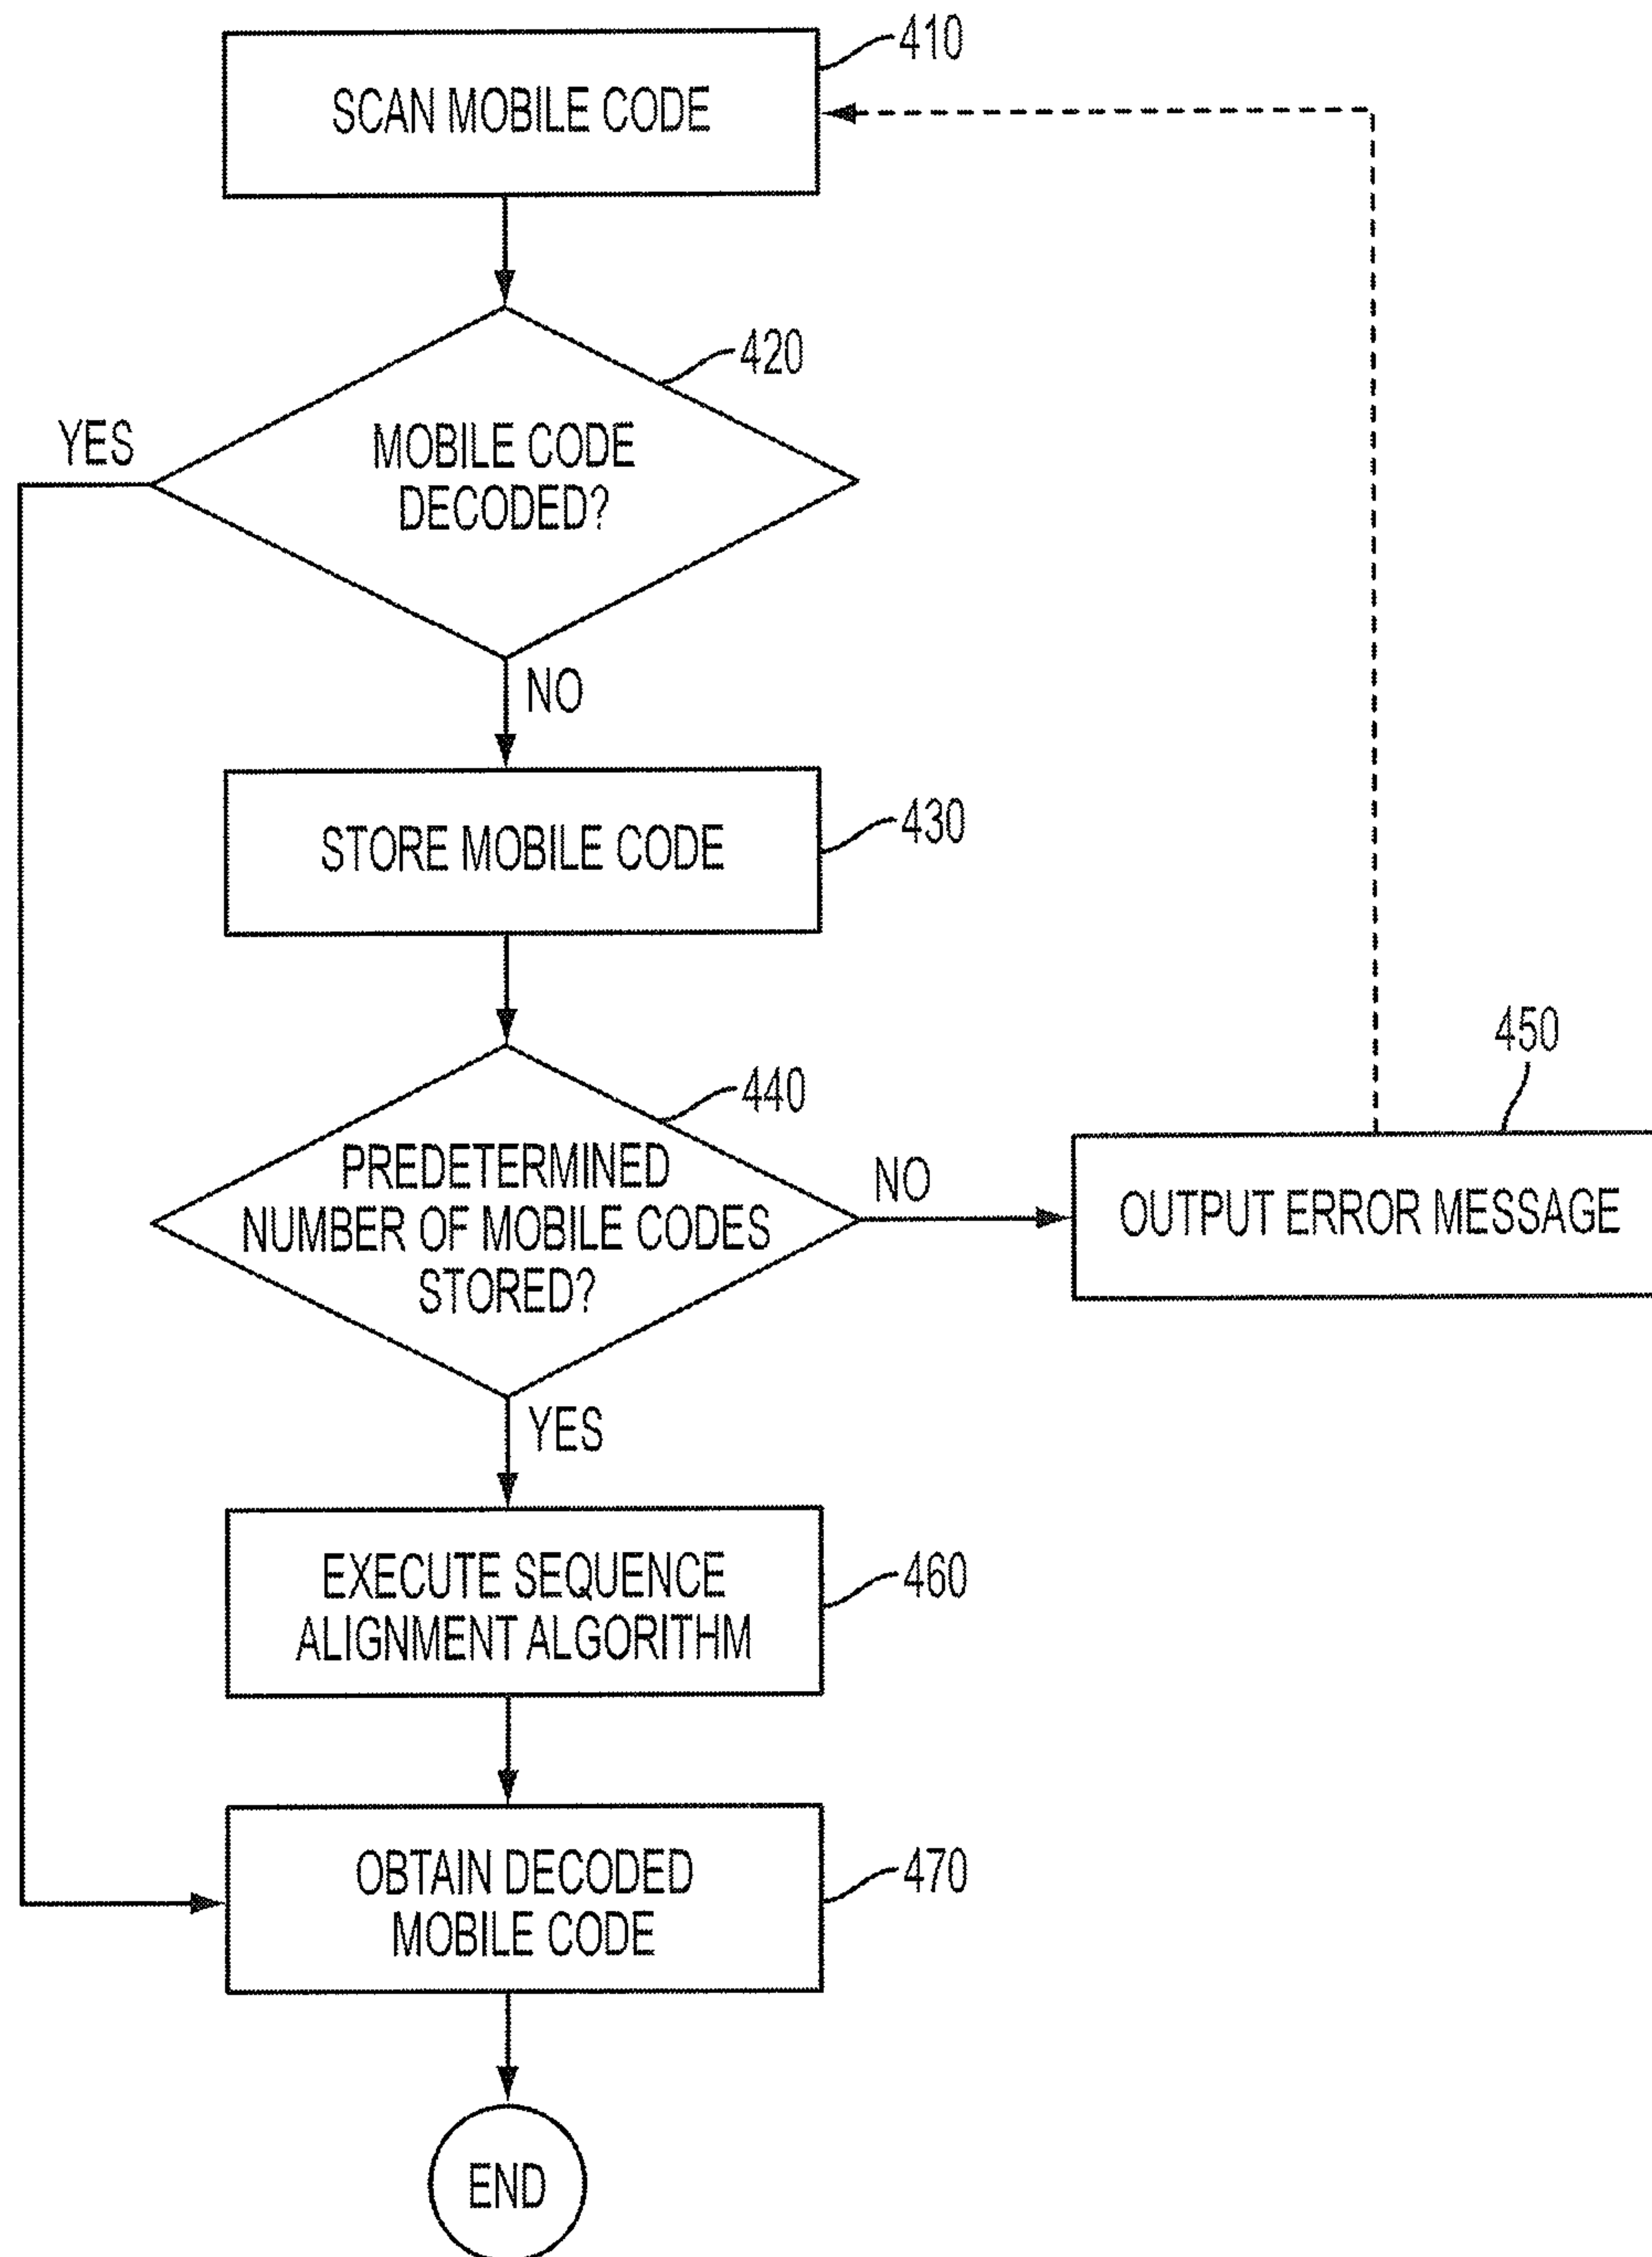 410
SCAN MOBILE CODE
420
YES
MOBILE CODE
DECODED?
NO
430
STORE MOBILE CODE
440
450
PREDETERMINED
NUMBER OF MOBILE CODES
STORED?
NO
OUTPUT ERROR MESSAGE
YES
460
EXECUTE SEQUENCE
ALIGNMENT ALGORITHM
470
OBTAIN DECODED
MOBILE CODE
END